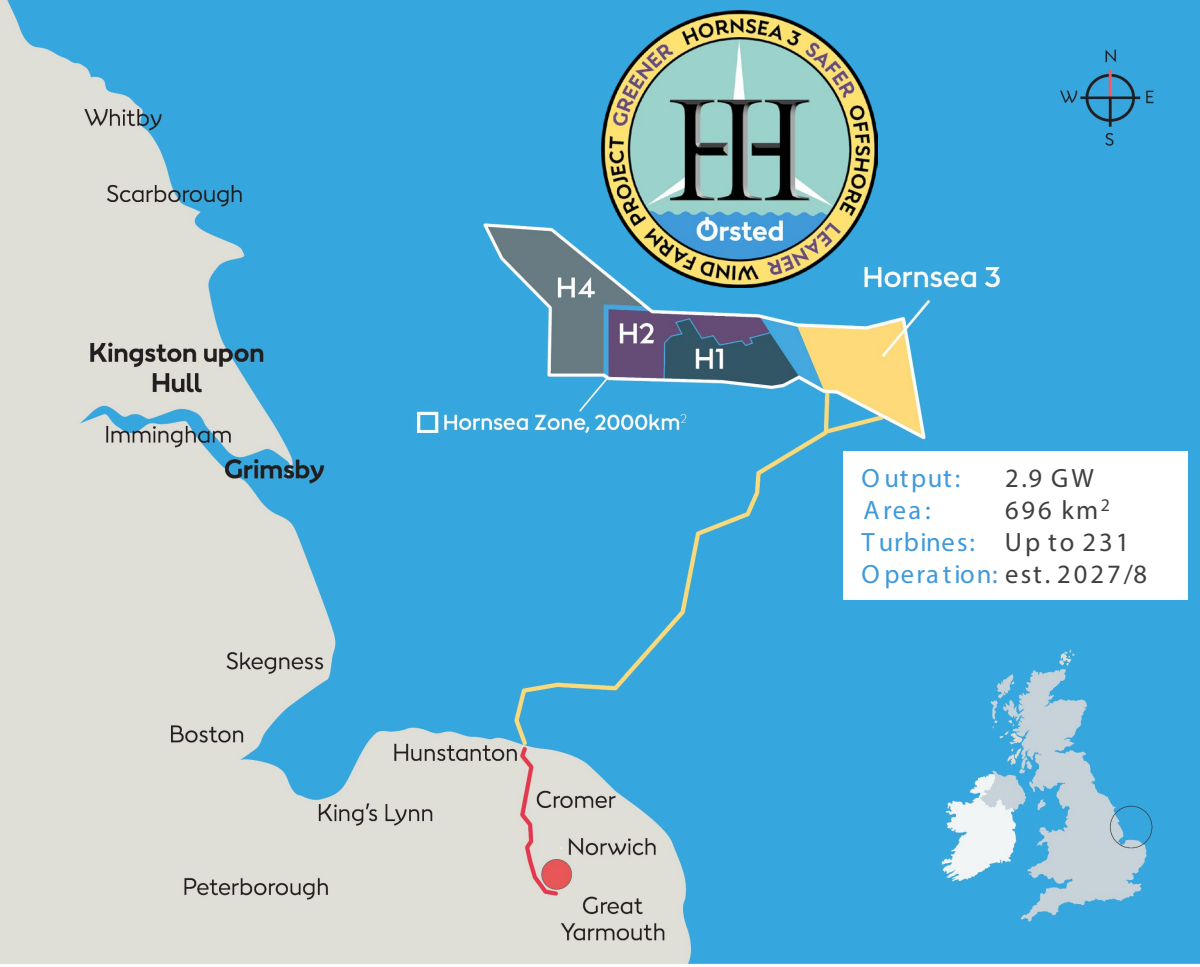 HORNSEA 3 SAFER OFFSHORE LEANER WIND FARM PROJECT GREENER
HH
Ørsted
N
W E
S
Whitby
Scarborough
Hornsea 3
H4
H2
H1
Kingston upon
Hull
Hornsea Zone, 2000km²
Immingham
Grimsby
Output: 2.9 GW
Area: 696 km²
Turbines: Up to 231
Operation: est. 2027/8
Skegness
Boston
Hunstanton
Cromer
King's Lynn
Norwich
Peterborough
Great
Yarmouth